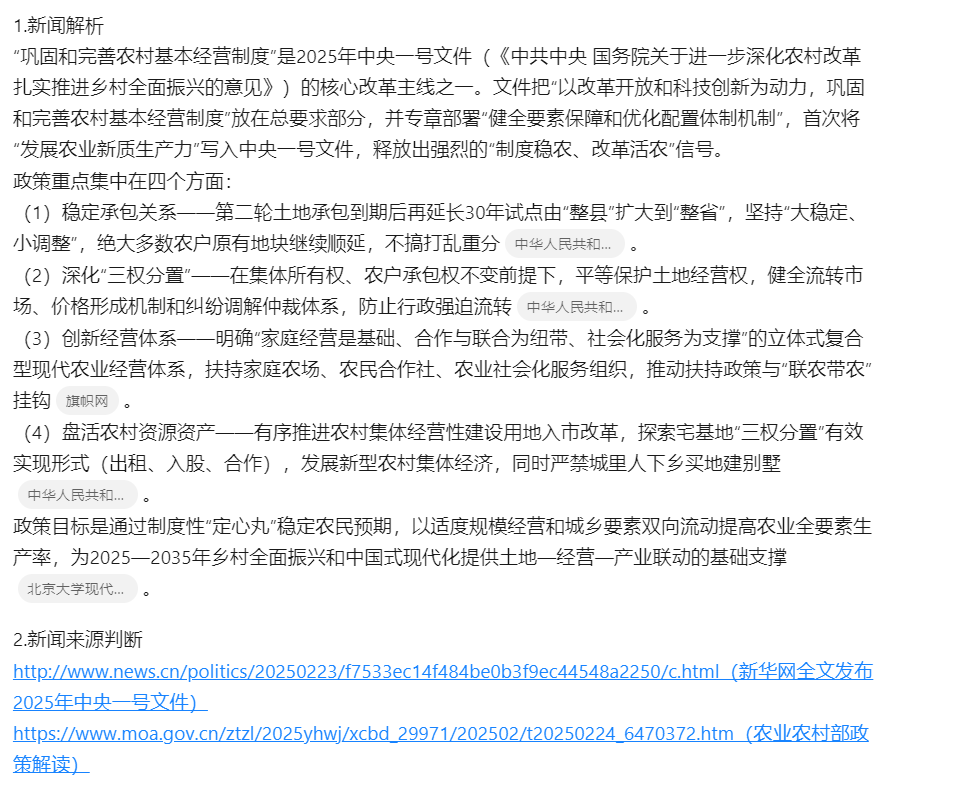 1.新闻解析
“巩固和完善农村基本经营制度”是2025年中央一号文件（《中共中央 国务院关于进一步深化农村改革
扎实推进乡村全面振兴的意见》）的核心改革主线之一。文件把“以改革开放和科技创新为动力，巩固
和完善农村基本经营制度”放在总要求部分，并专章部署“健全要素保障和优化配置体制机制”，首次将
“发展农业新质生产力”写入中央一号文件，释放出强烈的“制度稳农、改革活农”信号。
政策重点集中在四个方面：
（1）稳定承包关系——第二轮土地承包到期后再延长30年试点由“整县”扩大到“整省”，坚持“大稳定、
小调整”，绝大多数农户原有地块继续顺延，不搞打乱重分 中华人民共和... 。
（2）深化“三权分置”——在集体所有权、农户承包权不变前提下，平等保护土地经营权，健全流转市
场、价格形成机制和纠纷调解仲裁体系，防止行政强迫流转 中华人民共和... 。
（3）创新经营体系——明确“家庭经营是基础、合作与联合为纽带、社会化服务为支撑”的立体式复合
型现代农业经营体系，扶持家庭农场、农民合作社、农业社会化服务组织，推动扶持政策与“联农带农”
挂钩 旗帜网 。
（4）盘活农村资源资产——有序推进农村集体经营性建设用地入市改革，探索宅基地“三权分置”有效
实现形式（出租、入股、合作），发展新型农村集体经济，同时严禁城里人下乡买地建别墅
中华人民共和... 。
政策目标是通过制度性“定心丸”稳定农民预期，以适度规模经营和城乡要素双向流动提高农业全要素生
产率，为2025—2035年乡村全面振兴和中国式现代化提供土地—经营—产业联动的基础支撑
北京大学现代... 。
2.新闻来源判断
http://www.news.cn/politics/20250223/f7533ec14f484be0b3f9ec44548a2250/c.html（新华网全文发布
2025年中央一号文件）
https://www.moa.gov.cn/ztzl/2025yhwj/xcbd_29971/202502/t20250224_6470372.htm（农业农村部政
策解读）